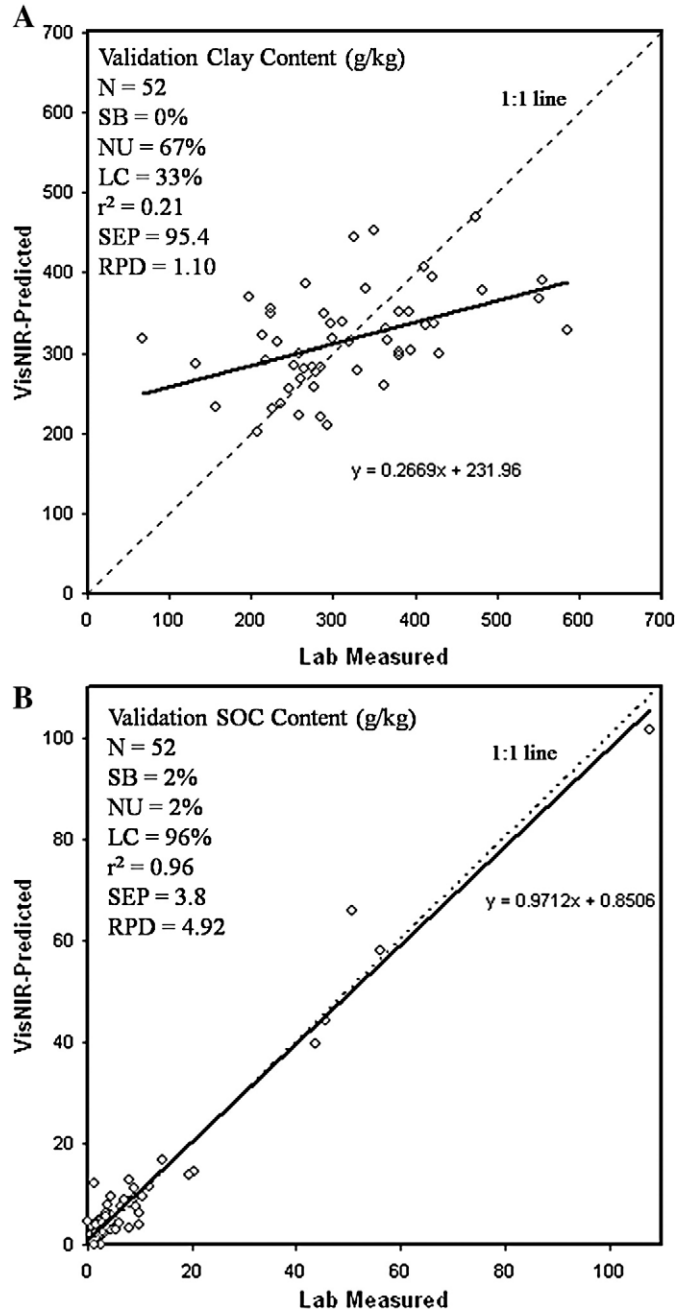 A
700
600
500
400
300
200
100
0
VisNIR-Predicted
Validation Clay Content (g/kg)
N = 52
SB = 0%
NU = 67%
LC = 33%
r² = 0.21
SEP = 95.4
RPD = 1.10
1:1 line
y = 0.2669x + 231.96
0 100 200 300 400 500 600 700
Lab Measured
B
100
80
60
40
20
0
VisNIR-Predicted
Validation SOC Content (g/kg)
N = 52
SB = 2%
NU = 2%
LC = 96%
r² = 0.96
SEP = 3.8
RPD = 4.92
1:1 line
y = 0.9712x + 0.8506
0 20 40 60 80 100
Lab Measured